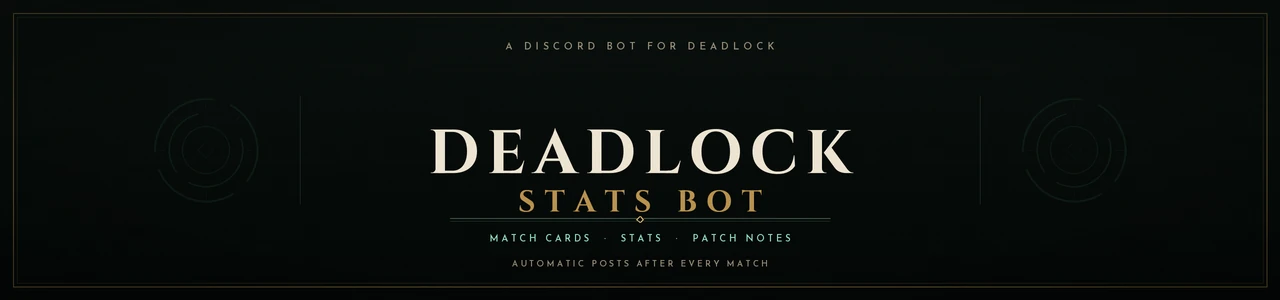 A DISCORD BOT FOR DEADLOCK
DEADLOCK
STATS BOT
MATCH CARDS · STATS · PATCH NOTES
AUTOMATIC POSTS AFTER EVERY MATCH